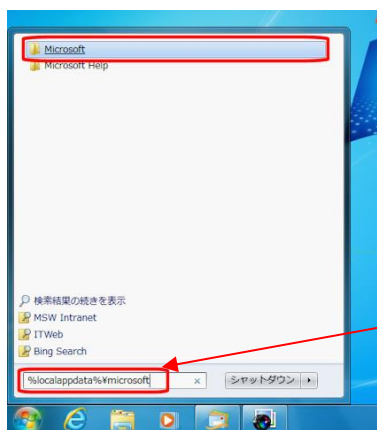 Microsoft
Microsoft Help
検索結果の続きを表示
MSW Intranet
ITWeb
Bing Search
%localappdata%¥microsoft
シャットダウン